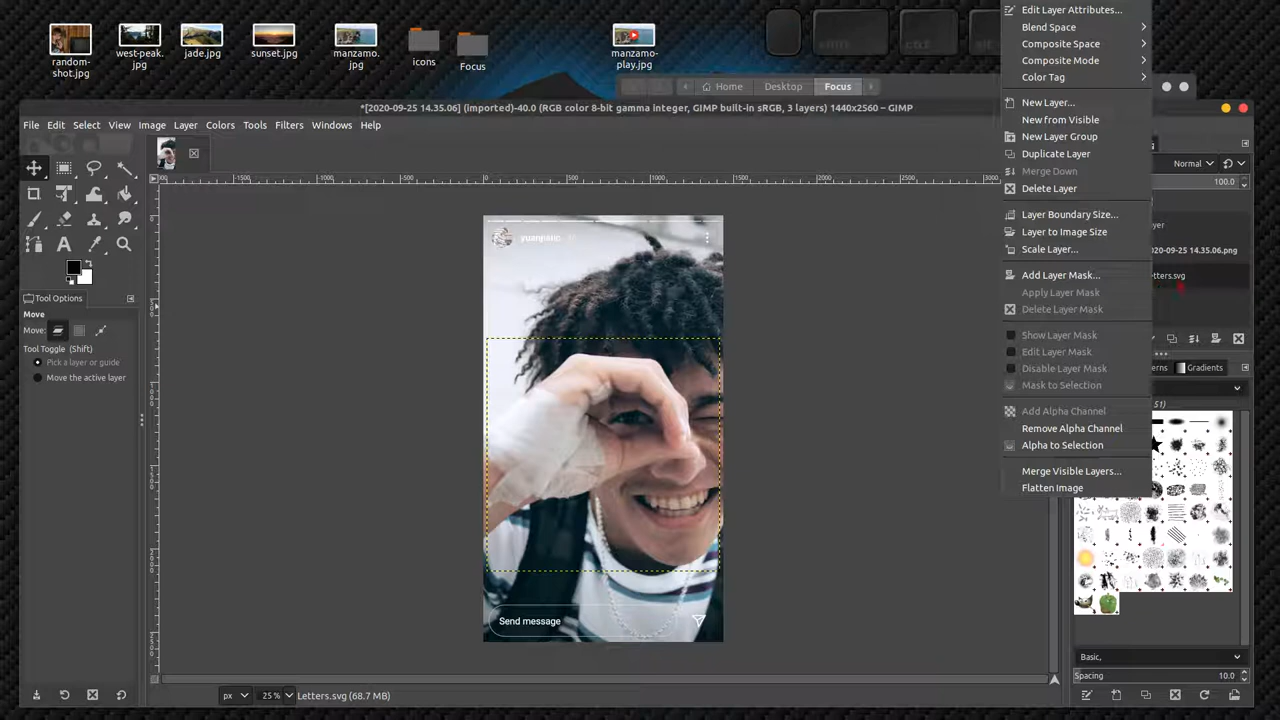 random-shot.jpg
west-peak.jpg
jade.jpg
sunset.jpg
manzamo.jpg
icons
Focus
manzamo-play.jpg
Home
Desktop
Focus
*[2020-09-25 14.35.06] (imported)-40.0 (RGB color 8-bit gamma integer, GIMP built-in sRGB, 3 layers) 1440x2560 – GIMP
File Edit Select View Image Layer Colors Tools Filters Windows Help
Tool Options
Move
Move:
Tool Toggle (Shift)
Pick a layer or guide
Move the active layer
Send message
px
25 %
Letters.svg (68.7 MB)
Edit Layer Attributes...
Blend Space
Composite Space
Composite Mode
Color Tag
New Layer...
New from Visible
New Layer Group
Duplicate Layer
Merge Down
Delete Layer
Layer Boundary Size...
Layer to Image Size
Scale Layer...
Add Layer Mask...
Apply Layer Mask
Delete Layer Mask
Show Layer Mask
Edit Layer Mask
Disable Layer Mask
Mask to Selection
Add Alpha Channel
Remove Alpha Channel
Alpha to Selection
Merge Visible Layers...
Flatten Image
Normal
100.0
yer
09-25 14.35.06.png
etters.svg
rns
Gradients
51)
Basic,
Spacing
10.0